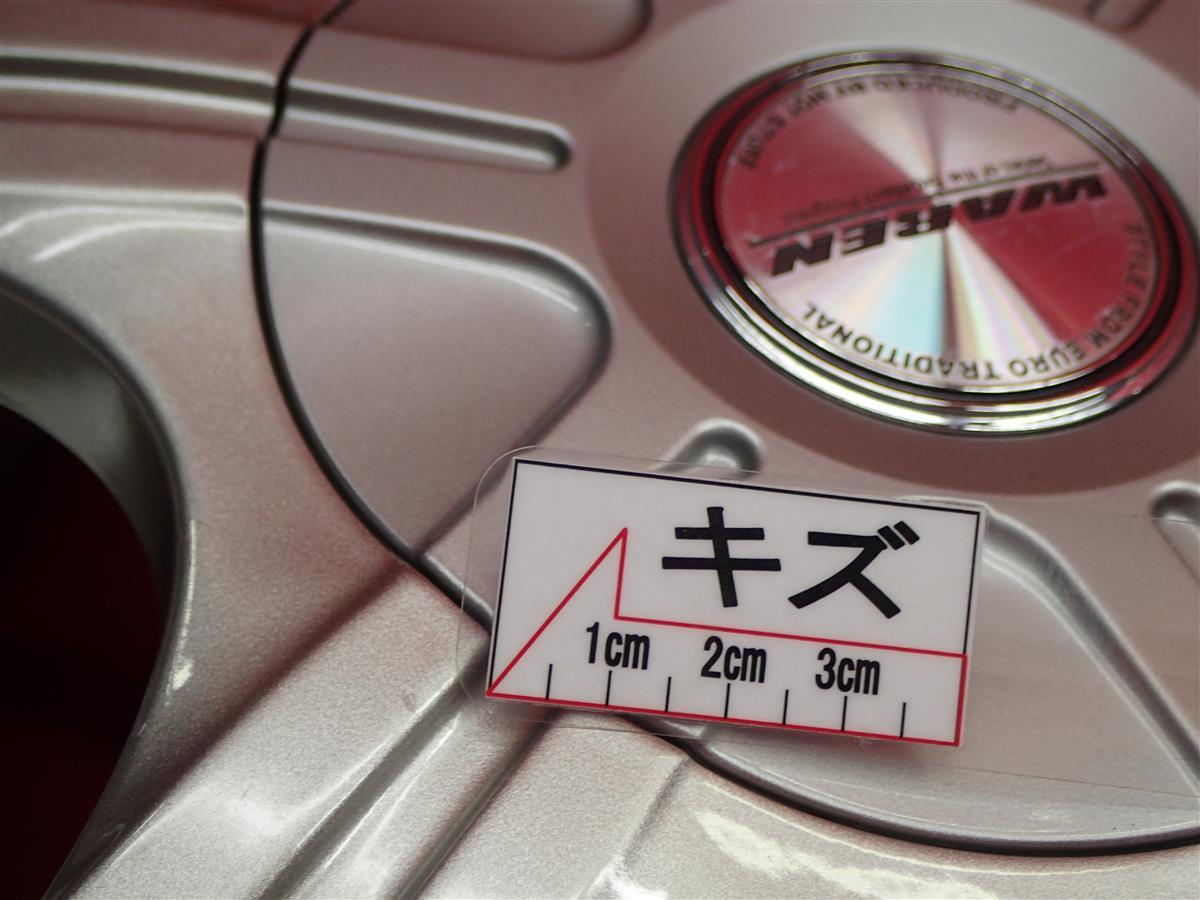 WAREN
STYLE FROM EURO TRADITIONAL
キズ
1cm 2cm 3cm